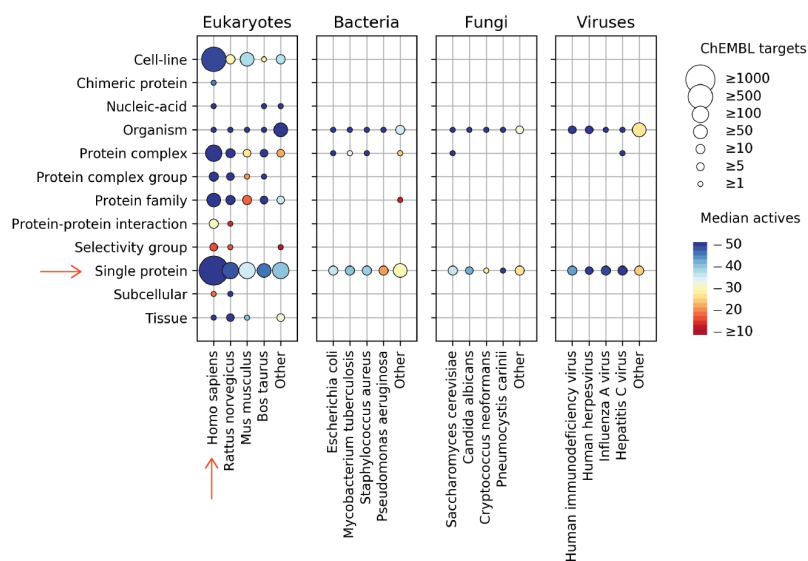 Eukaryotes
Bacteria
Fungi
Viruses
Cell-line
Chimeric protein
Nucleic-acid
Organism
Protein complex
Protein complex group
Protein family
Protein-protein interaction
Selectivity group
Single protein
Subcellular
Tissue
Homo sapiens
Rattus norvegicus
Mus musculus
Bos taurus
Other
Escherichia coli
Mycobacterium tuberculosis
Staphylococcus aureus
Pseudomonas aeruginosa
Other
Saccharomyces cerevisiae
Candida albicans
Cryptococcus neoformans
Pneumocystis carinii
Other
Human immunodeficiency virus
Human herpesvirus
Influenza A virus
Hepatitis C virus
Other
ChEMBL targets
≥1000
≥500
≥100
≥50
≥10
≥5
≥1
Median actives
50
40
30
20
≥10